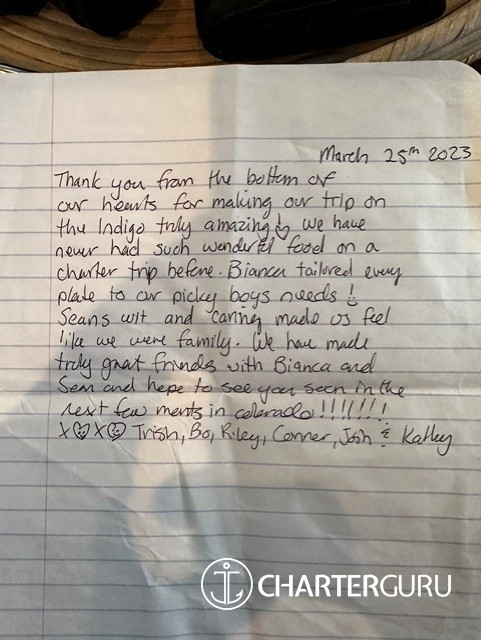 March 25th 2023
Thank you from the bottom of
our hearts for making our trip on
the Indigo truly amazing! we have
never had such wonderful food on a
charter trip before. Bianca tailored every
plate to our picky boys needs!
Seans wit and caring made us feel
like we were family. We have made
truly great friends with Bianca and
Sean and hope to see you soon in the
next few months in colorado!!!!!!!
X♡X♡ Trish, Bo, Riley, Conner, Josh & Kathy
CHARTERGURU